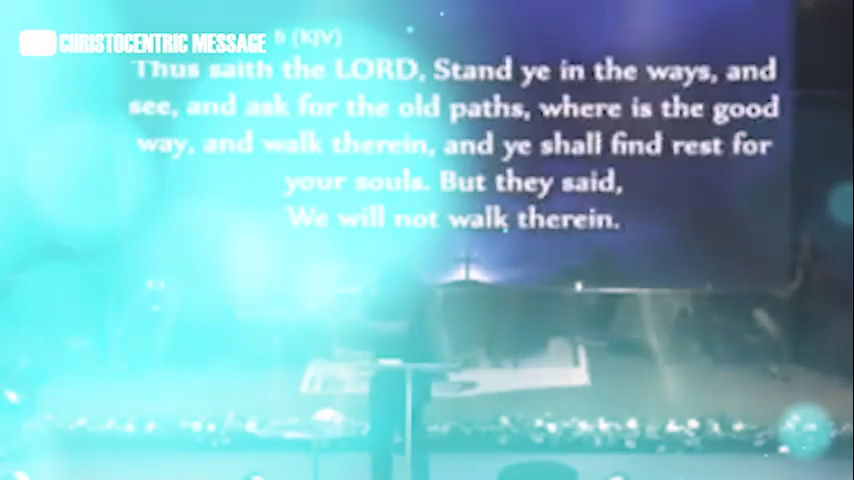 CHRISTOCENTRIC MESSAGE
6 (KJV)
Thus saith the LORD, Stand ye in the ways, and
see, and ask for the old paths, where is the good
way, and walk therein, and ye shall find rest for
your souls. But they said,
We will not walk therein.